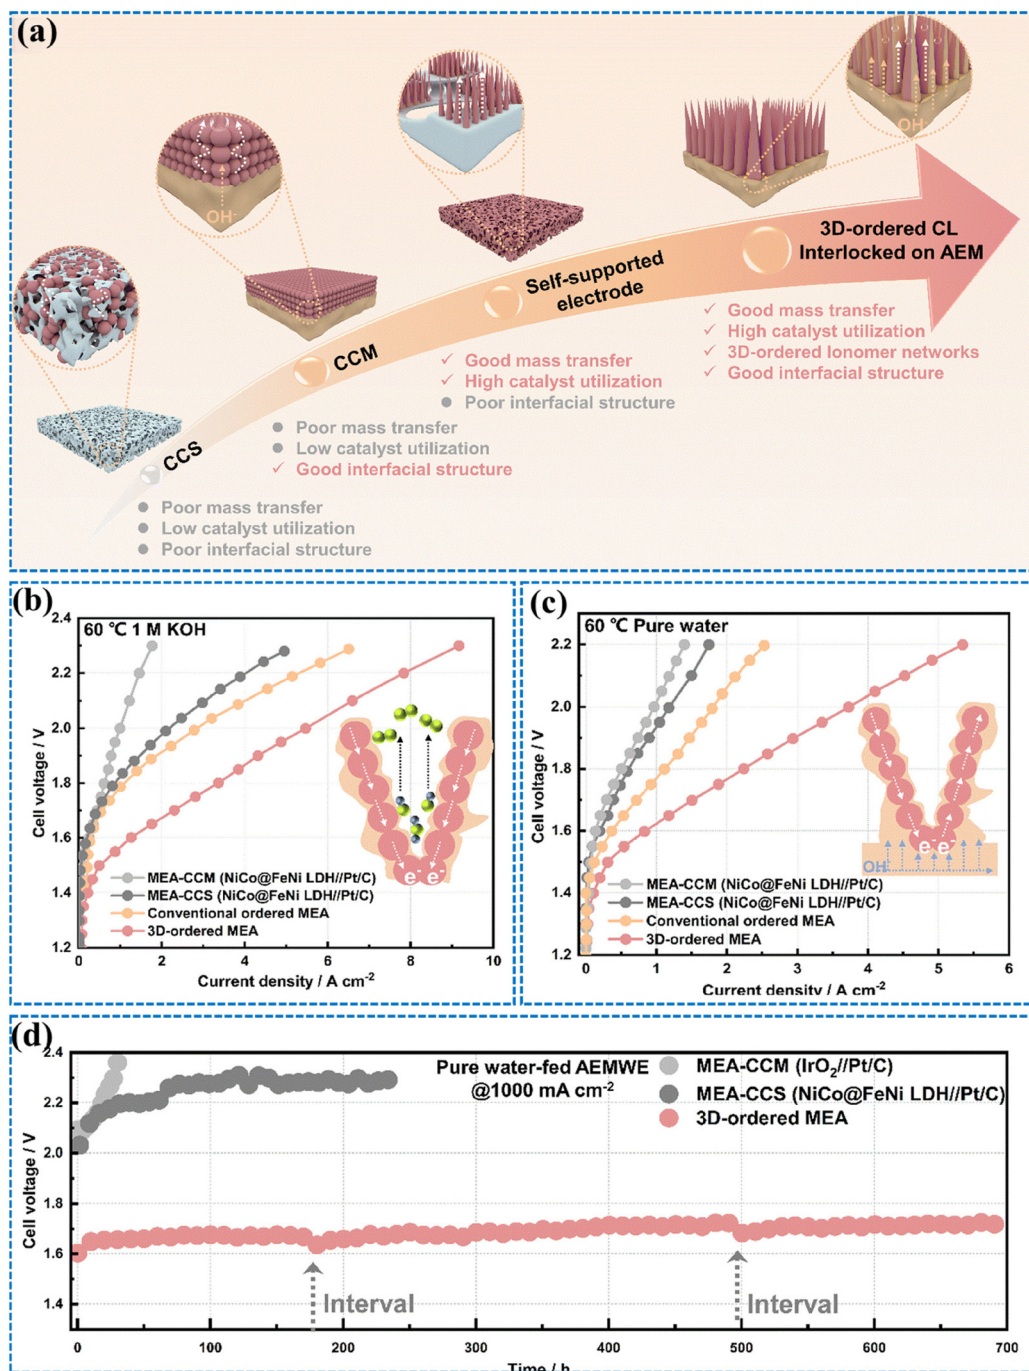 (a)
OH⁻
OH⁻
3D-ordered CL
Interlocked on AEM
Self-supported
electrode
✓ Good mass transfer
✓ High catalyst utilization
✓ 3D-ordered Ionomer networks
✓ Good interfacial structure
CCM
✓ Good mass transfer
✓ High catalyst utilization
● Poor interfacial structure
CCS
● Poor mass transfer
● Low catalyst utilization
✓ Good interfacial structure
● Poor mass transfer
● Low catalyst utilization
● Poor interfacial structure
(b)
60 ℃ 1 M KOH
Cell voltage / V
2.4
2.2
2.0
1.8
1.6
1.4
1.2
e⁻ e⁻
MEA-CCM (NiCo@FeNi LDH//Pt/C)
MEA-CCS (NiCo@FeNi LDH//Pt/C)
Conventional ordered MEA
3D-ordered MEA
0 2 4 6 8 10
Current density / A cm⁻²
(c)
60 ℃ Pure water
Cell voltage / V
2.2
2.0
1.8
1.6
1.4
1.2
e⁻ e⁻
OH⁻
MEA-CCM (NiCo@FeNi LDH//Pt/C)
MEA-CCS (NiCo@FeNi LDH//Pt/C)
Conventional ordered MEA
3D-ordered MEA
0 1 2 3 4 5 6
Current density / A cm⁻²
(d)
Pure water-fed AEMWE
@1000 mA cm⁻²
MEA-CCM (IrO₂//Pt/C)
MEA-CCS (NiCo@FeNi LDH//Pt/C)
3D-ordered MEA
Cell voltage / V
2.4
2.2
2.0
1.8
1.6
1.4
Interval
Interval
0 100 200 300 400 500 600 700
Time / h